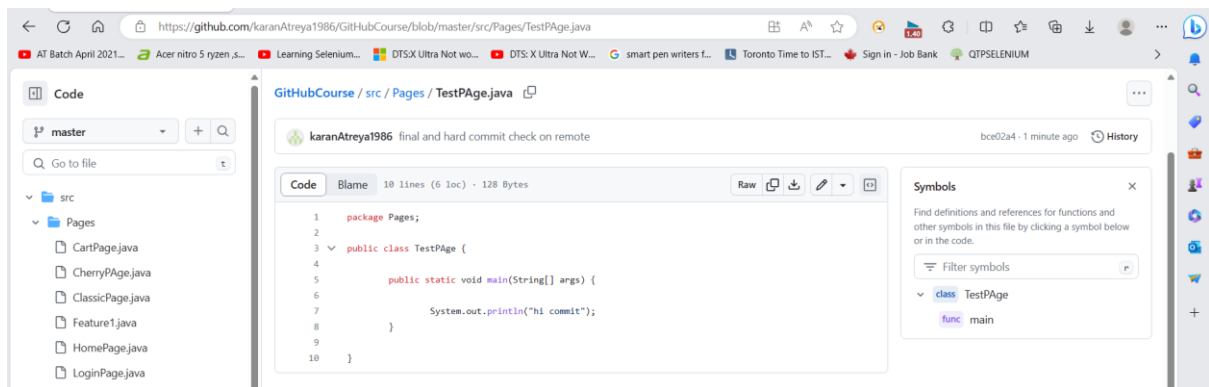 https://github.com/karanAtreya1986/GitHubCourse/blob/master/src/Pages/TestPAge.java
1.40
AT Batch April 2021...
Acer nitro 5 ryzen ,s...
Learning Selenium...
DTS:X Ultra Not wo...
DTS: X Ultra Not W...
smart pen writers f...
Toronto Time to IST...
Sign in - Job Bank
QTPSELENIUM
Code
master
Go to file
t
src
Pages
CartPage.java
CherryPAge.java
ClassicPage.java
Feature1.java
HomePage.java
LoginPage.java
GitHubCourse / src / Pages / TestPAge.java
karanAtreya1986 final and hard commit check on remote
bce02a4 · 1 minute ago
History
Code Blame 10 lines (6 loc) · 128 Bytes
Raw
1 package Pages;
2
3 public class TestPAge {
4
5 public static void main(String[] args) {
6
7 System.out.println("hi commit");
8 }
9
10 }
Symbols
Find definitions and references for functions and
other symbols in this file by clicking a symbol below
or in the code.
Filter symbols
r
class TestPAge
func main